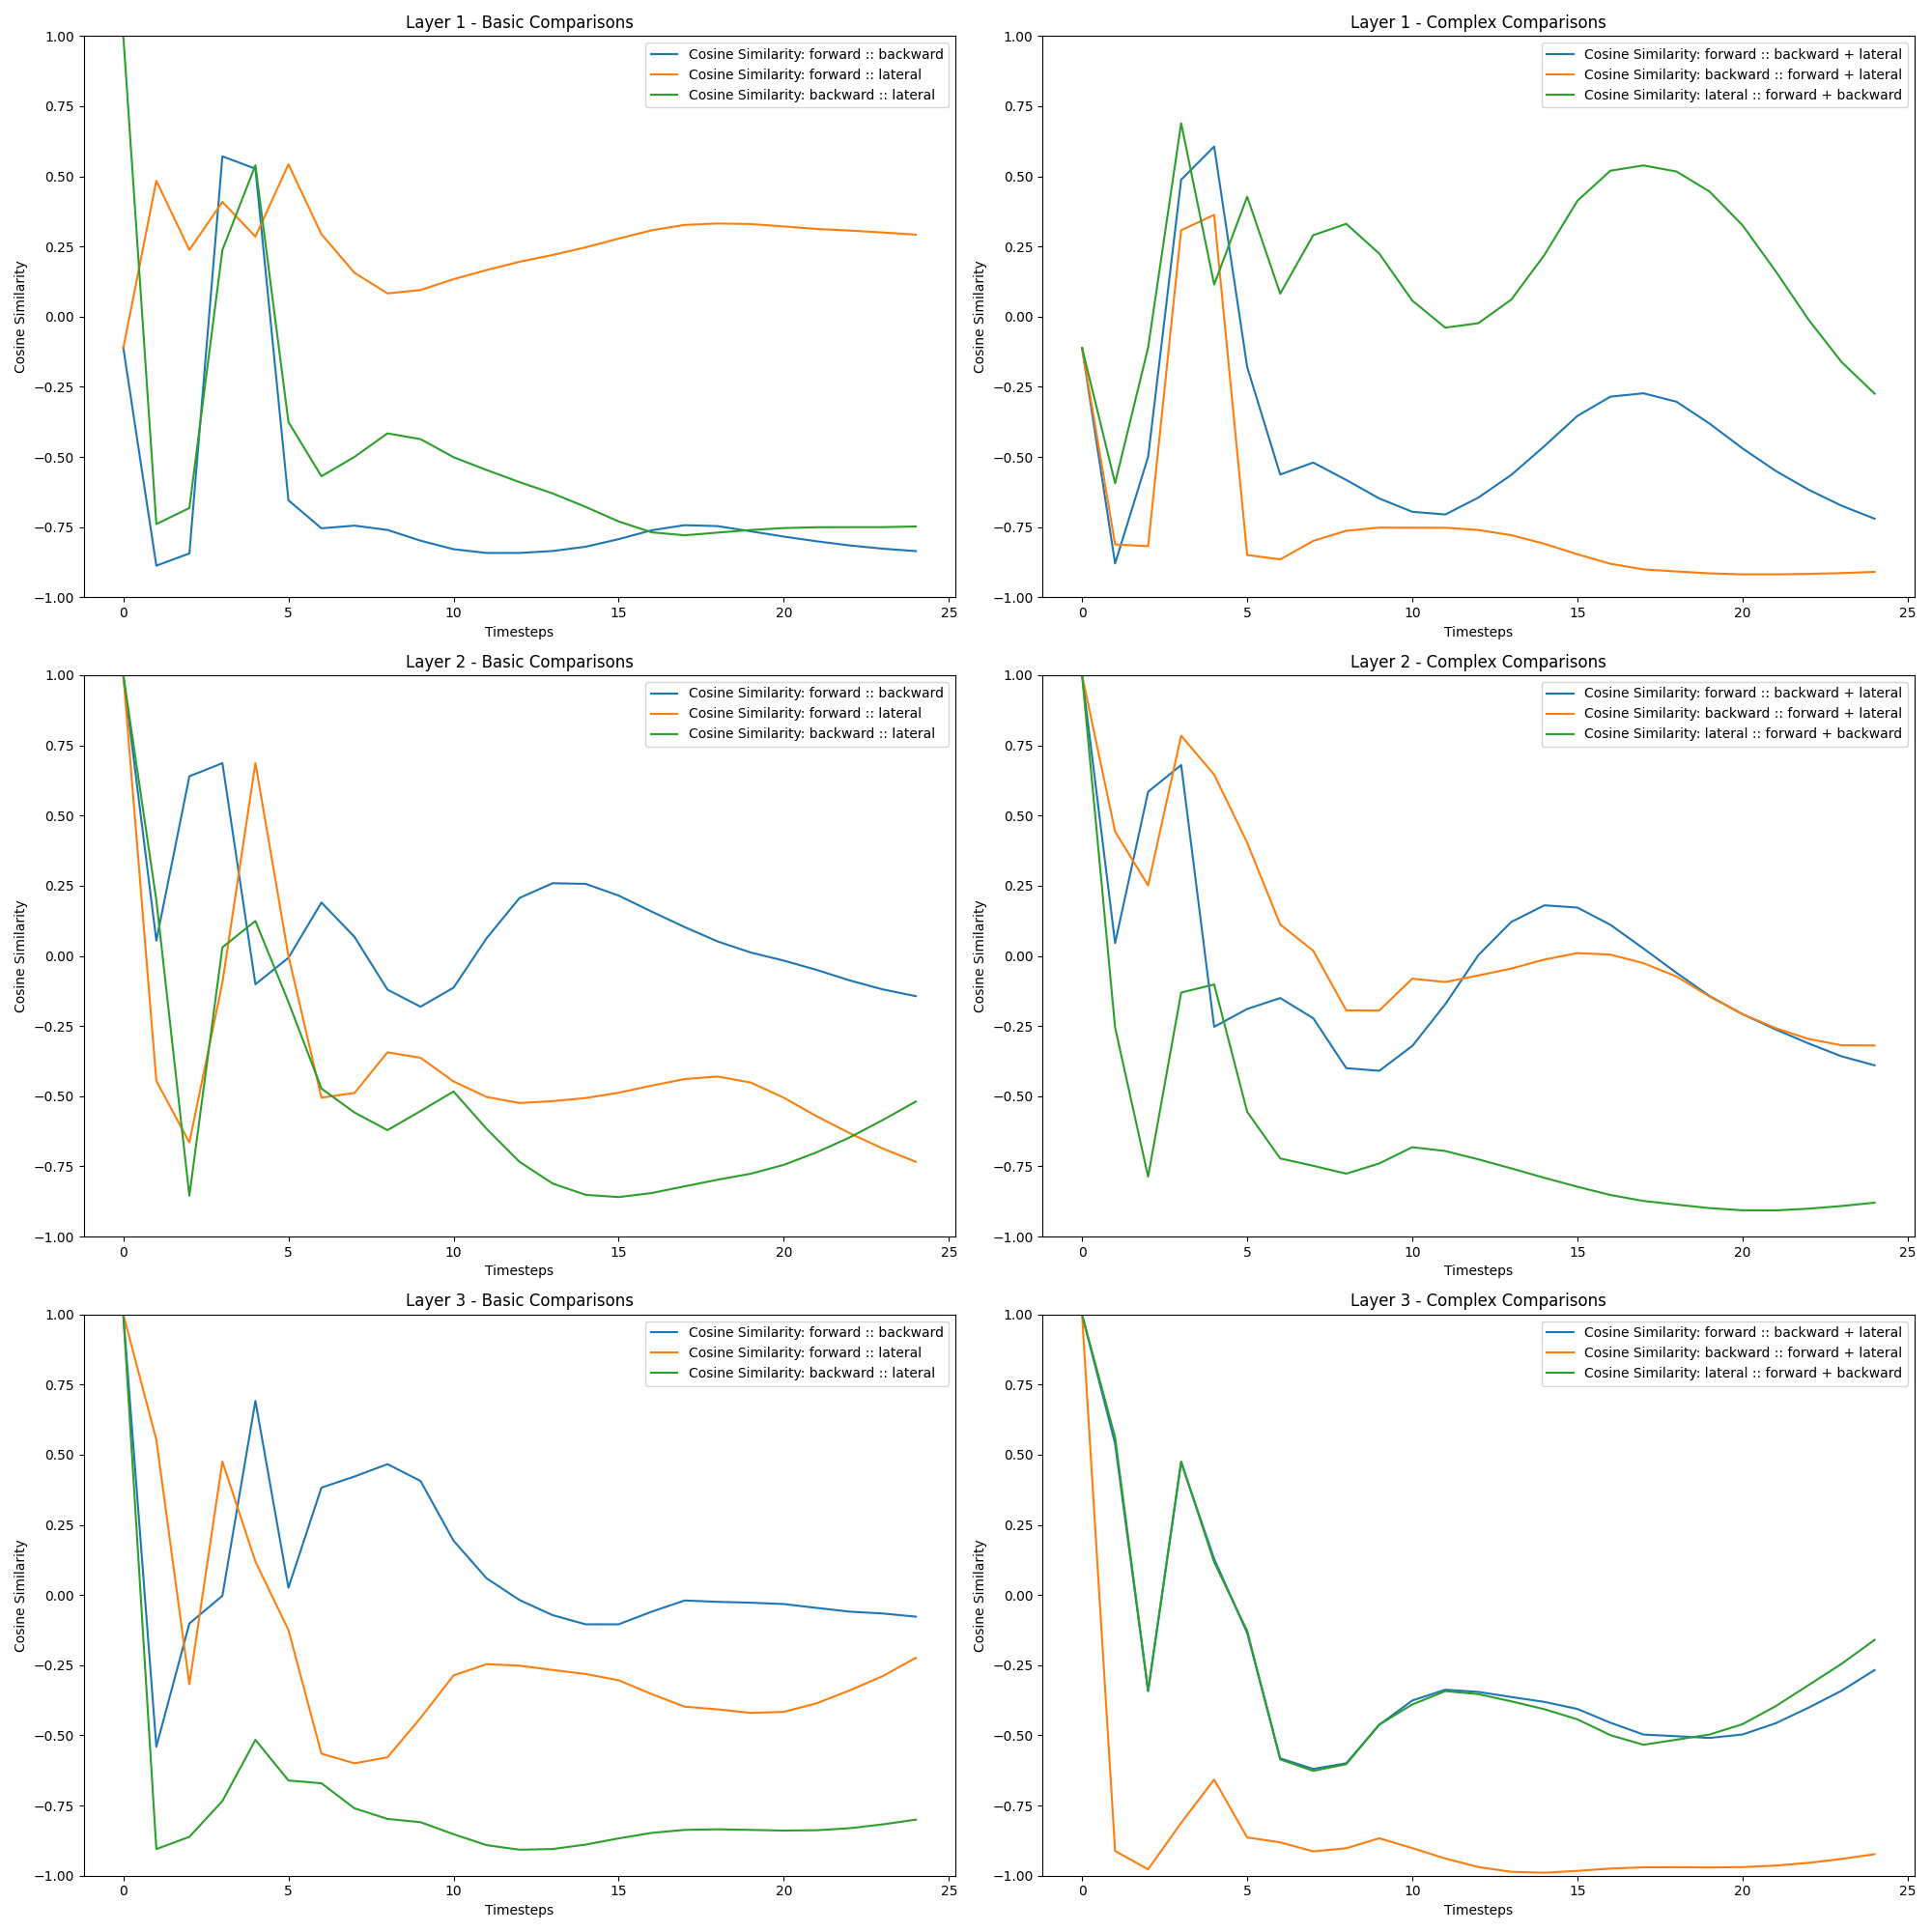 Layer 1 - Basic Comparisons
Cosine Similarity: forward :: backward
Cosine Similarity: forward :: lateral
Cosine Similarity: backward :: lateral
1.00
0.75
0.50
0.25
0.00
−0.25
−0.50
−0.75
−1.00
Cosine Similarity
0 5 10 15 20 25
Timesteps
Layer 1 - Complex Comparisons
Cosine Similarity: forward :: backward + lateral
Cosine Similarity: backward :: forward + lateral
Cosine Similarity: lateral :: forward + backward
1.00
0.75
0.50
0.25
0.00
−0.25
−0.50
−0.75
−1.00
Cosine Similarity
0 5 10 15 20 25
Timesteps
Layer 2 - Basic Comparisons
Cosine Similarity: forward :: backward
Cosine Similarity: forward :: lateral
Cosine Similarity: backward :: lateral
1.00
0.75
0.50
0.25
0.00
−0.25
−0.50
−0.75
−1.00
Cosine Similarity
0 5 10 15 20 25
Timesteps
Layer 2 - Complex Comparisons
Cosine Similarity: forward :: backward + lateral
Cosine Similarity: backward :: forward + lateral
Cosine Similarity: lateral :: forward + backward
1.00
0.75
0.50
0.25
0.00
−0.25
−0.50
−0.75
−1.00
Cosine Similarity
0 5 10 15 20 25
Timesteps
Layer 3 - Basic Comparisons
Cosine Similarity: forward :: backward
Cosine Similarity: forward :: lateral
Cosine Similarity: backward :: lateral
1.00
0.75
0.50
0.25
0.00
−0.25
−0.50
−0.75
−1.00
Cosine Similarity
0 5 10 15 20 25
Timesteps
Layer 3 - Complex Comparisons
Cosine Similarity: forward :: backward + lateral
Cosine Similarity: backward :: forward + lateral
Cosine Similarity: lateral :: forward + backward
1.00
0.75
0.50
0.25
0.00
−0.25
−0.50
−0.75
−1.00
Cosine Similarity
0 5 10 15 20 25
Timesteps